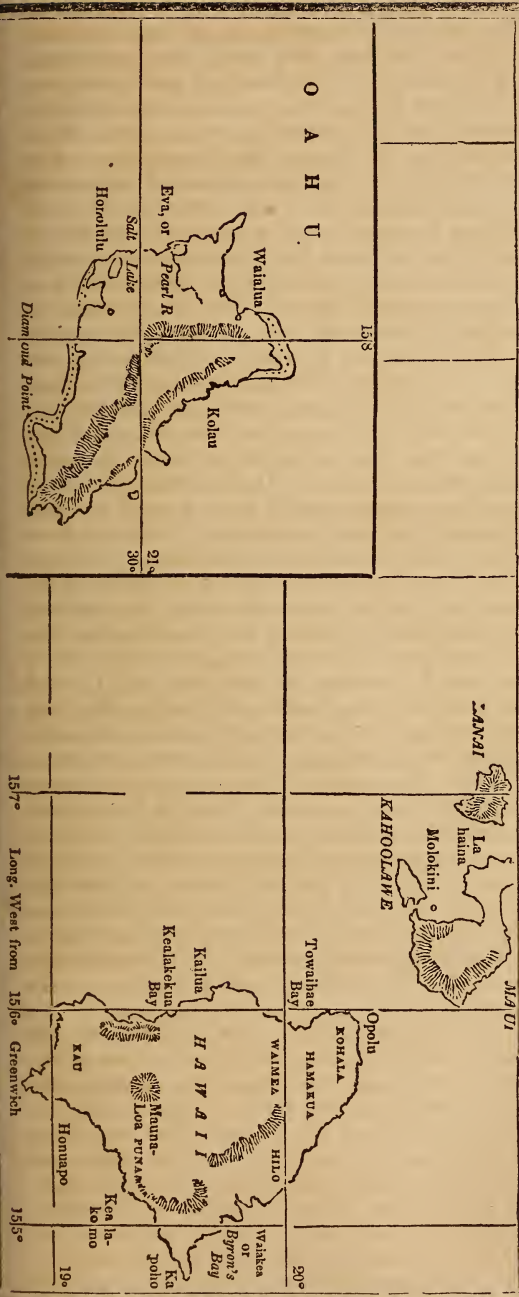 OAHU
158
Waialua
Eva, or
Pearl R
Kolau
Salt
Lake
Honolulu
Diamond Point
21°
30°
LANAI
MAUI
La
haina
Molokini
KAHOOLAWE
Towaihae
Bay
Opolu
KOHALA
HAMAKUA
WAIMEA
HILO
20°
Kailua
Kealakekua
Bay
HAWAII
Mauna-
Loa PUNA
Waiakea
or
Byron's
Bay
KAU
Honuapo
Kea la-
ko mo
Ka
poho
19°
157° Long. West from 156° Greenwich 155°